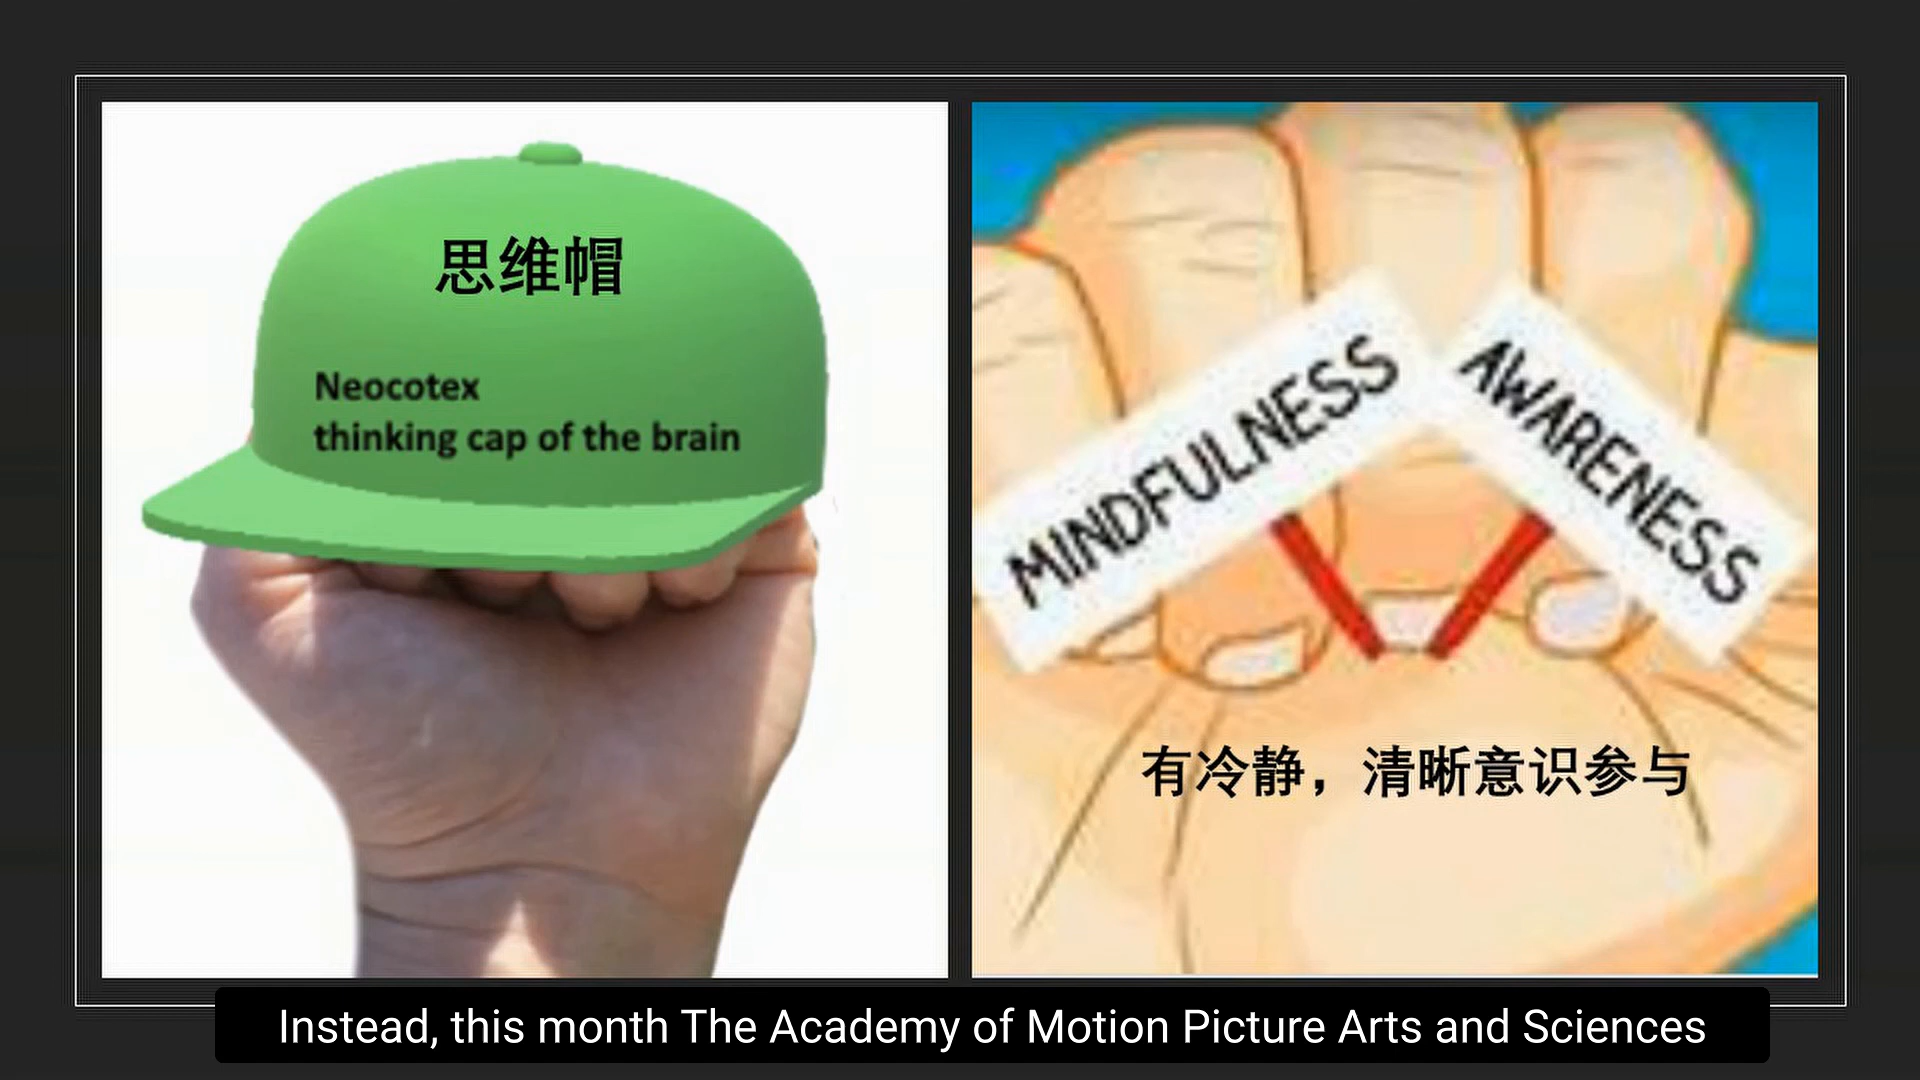 思维帽
Neocotex
thinking cap of the brain
MINDFULNESS
AWARENESS
有冷静，清晰意识参与
Instead, this month The Academy of Motion Picture Arts and Sciences